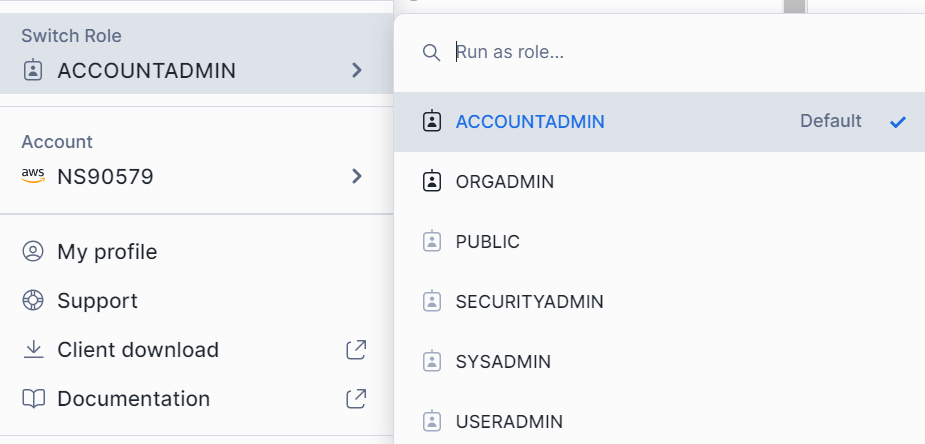 Switch Role
ACCOUNTADMIN
Account
aws
NS90579
My profile
Support
Client download
Documentation
Run as role...
ACCOUNTADMIN Default
ORGADMIN
PUBLIC
SECURITYADMIN
SYSADMIN
USERADMIN